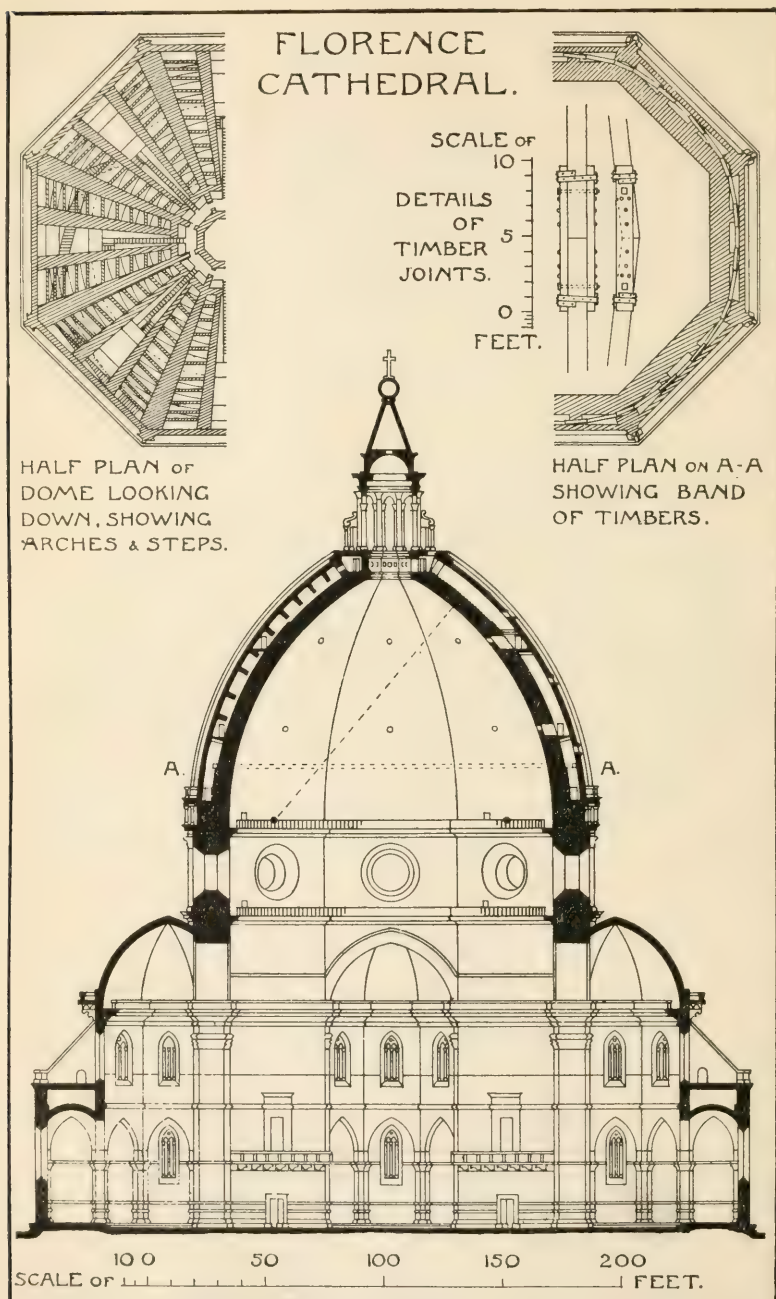 FLORENCE
CATHEDRAL.
SCALE OF
10
DETAILS
OF
TIMBER
JOINTS.
5
0
FEET.
HALF PLAN OF
DOME LOOKING
DOWN, SHOWING
ARCHES & STEPS.
HALF PLAN ON A-A
SHOWING BAND
OF TIMBERS.
A. A.
10 0 50 100 150 200
SCALE OF FEET.